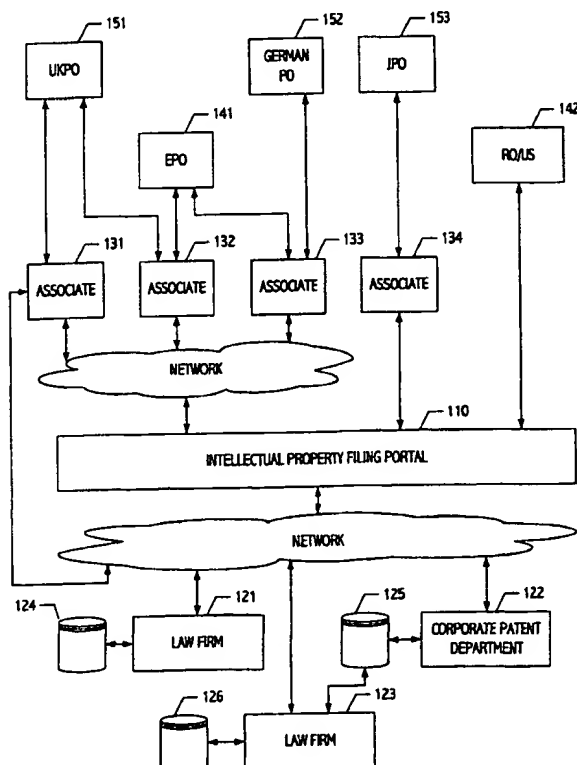 151
152
153
UKPO
GERMAN
PO
JPO
141
142
EPO
RO/US
131
132
133
134
ASSOCIATE
ASSOCIATE
ASSOCIATE
ASSOCIATE
NETWORK
110
INTELLECTUAL PROPERTY FILING PORTAL
NETWORK
124
121
125
122
LAW FIRM
CORPORATE PATENT
DEPARTMENT
126
123
LAW FIRM